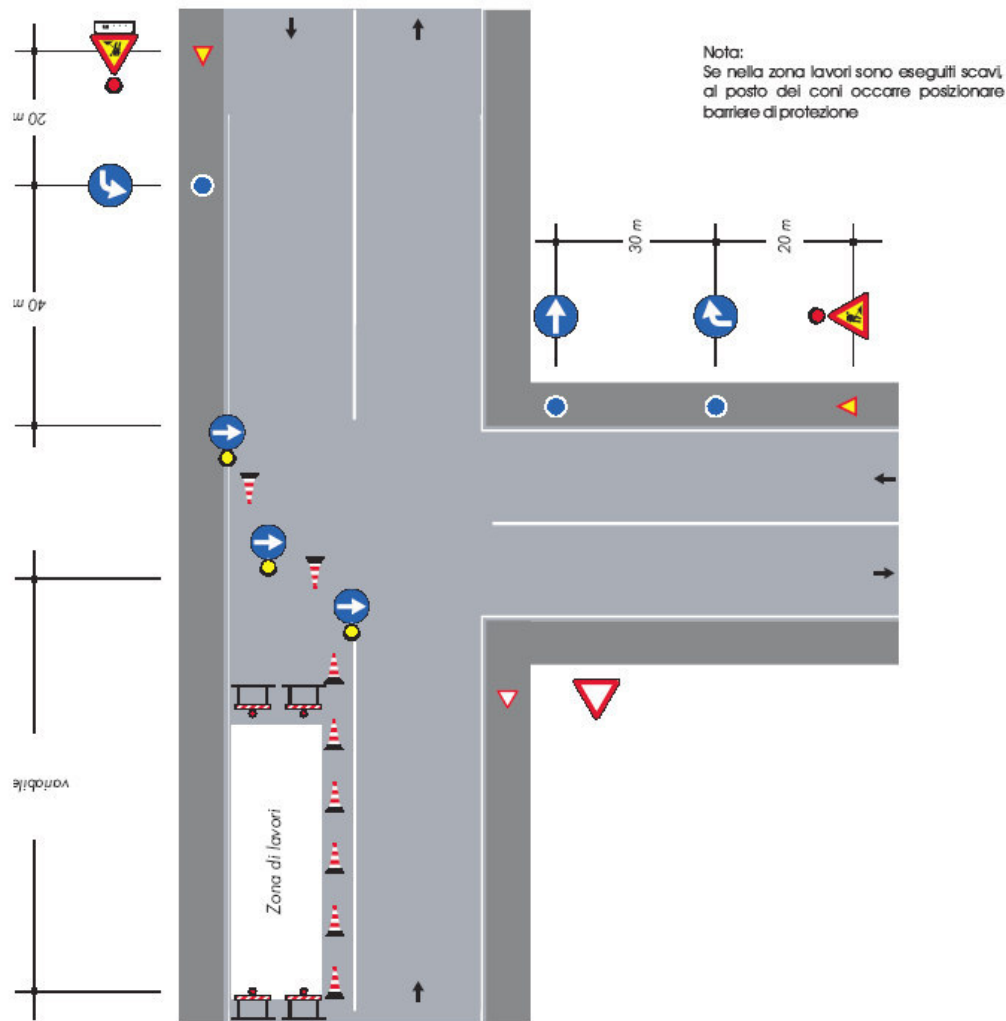 Nota:
Se nella zona lavori sono eseguiti scavi,
al posto dei coni occorre posizionare
barriere di protezione
20 m
40 m
30 m
20 m
variabile
Zona di lavori